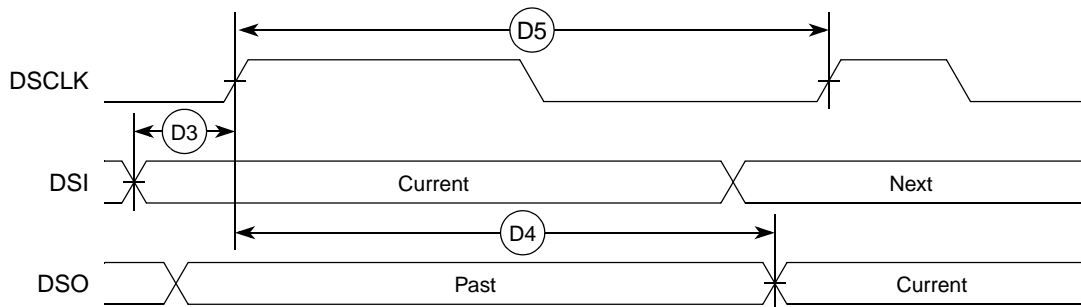 D5
DSCLK
D3
DSI
Current
Next
D4
DSO
Past
Current